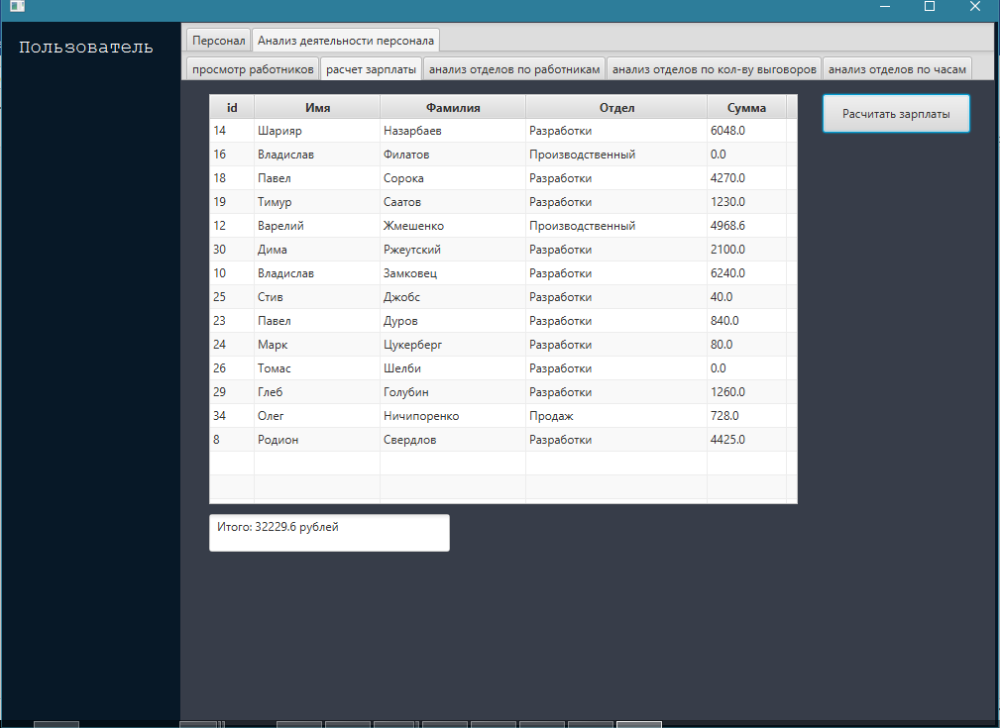 Пользователь
Персонал Анализ деятельности персонала
просмотр работников расчет зарплаты анализ отделов по работникам анализ отделов по кол-ву выговоров анализ отделов по часам
id Имя Фамилия Отдел Сумма
Расчитать зарплаты
14 Шарияр Назарбаев Разработки 6048.0
16 Владислав Филатов Производственный 0.0
18 Павел Сорока Разработки 4270.0
19 Тимур Саатов Разработки 1230.0
12 Варелий Жмешенко Производственный 4968.6
30 Дима Ржеутский Разработки 2100.0
10 Владислав Замковец Разработки 6240.0
25 Стив Джобс Разработки 40.0
23 Павел Дуров Разработки 840.0
24 Марк Цукерберг Разработки 80.0
26 Томас Шелби Разработки 0.0
29 Глеб Голубин Разработки 1260.0
34 Олег Ничипоренко Продаж 728.0
8 Родион Свердлов Разработки 4425.0
Итого: 32229.6 рублей